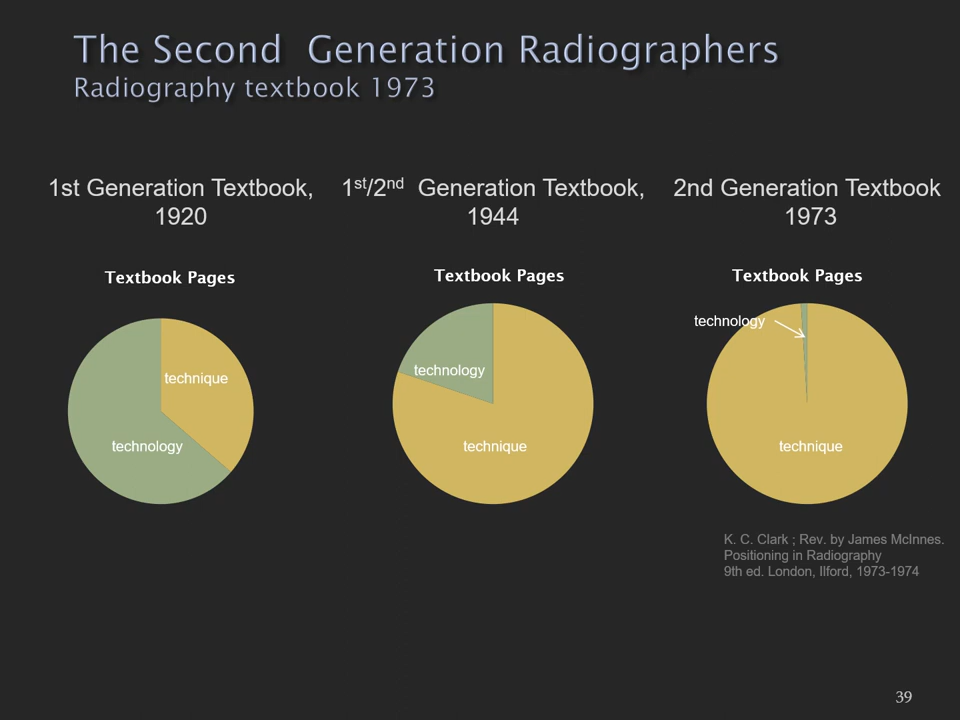 The Second  Generation Radiographers
Radiography textbook 1973
1st Generation Textbook,
1920
1st/2nd  Generation Textbook,
1944
2nd Generation Textbook
1973
Textbook Pages
technique
technology
Textbook Pages
technology
technique
Textbook Pages
technology
technique
K. C. Clark ; Rev. by James McInnes.
Positioning in Radiography
9th ed. London, Ilford, 1973-1974
39